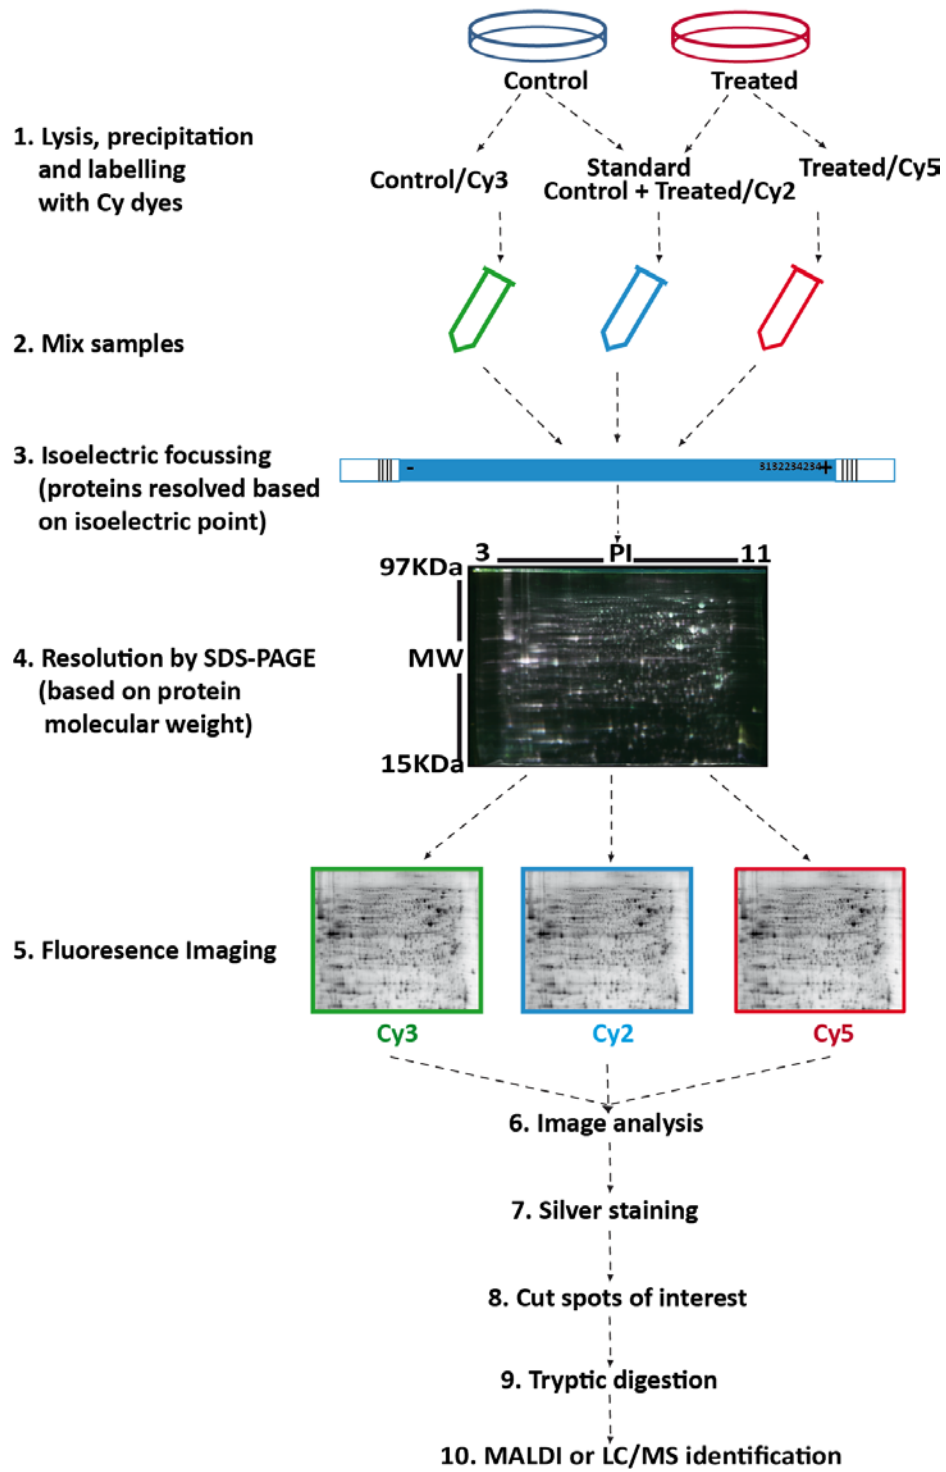 Control
Treated
1. Lysis, precipitation
and labelling
with Cy dyes
Control/Cy3
Standard
Control + Treated/Cy2
Treated/Cy5
2. Mix samples
3. Isoelectric focussing
(proteins resolved based
on isoelectric point)
-
3132234234+
3
PI
11
97KDa
MW
15KDa
4. Resolution by SDS-PAGE
(based on protein
molecular weight)
5. Fluoresence Imaging
Cy3
Cy2
Cy5
6. Image analysis
7. Silver staining
8. Cut spots of interest
9. Tryptic digestion
10. MALDI or LC/MS identification